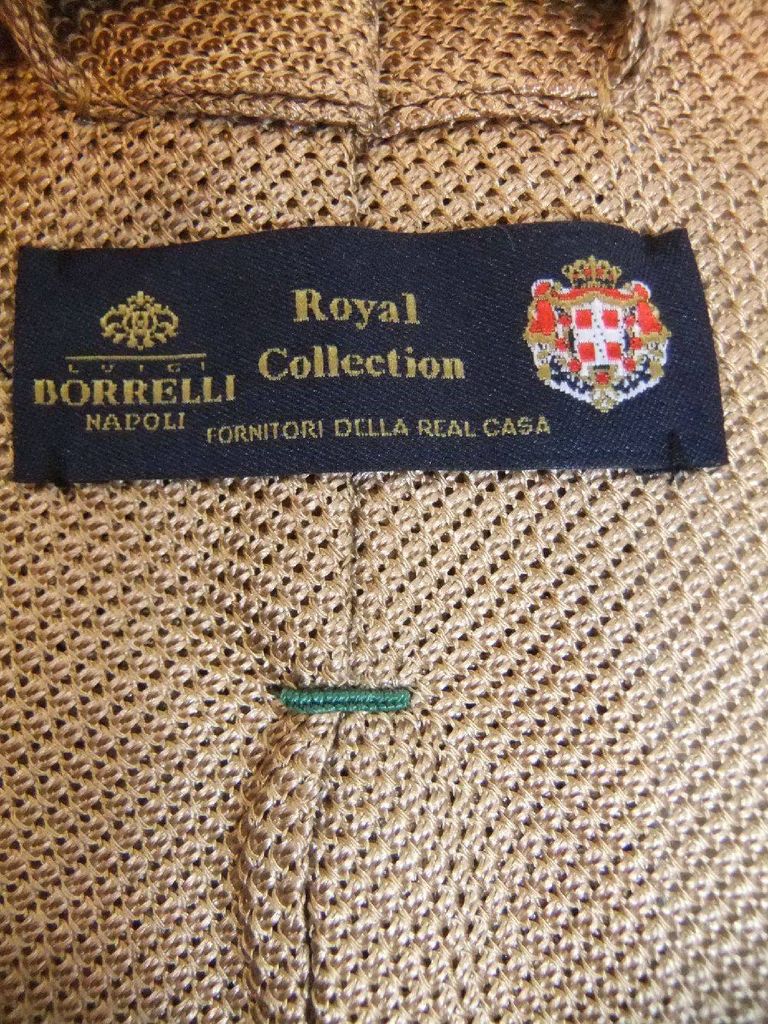 LUIGI
BORRELLI
NAPOLI
Royal
Collection
FORNITORI DELLA REAL CASA